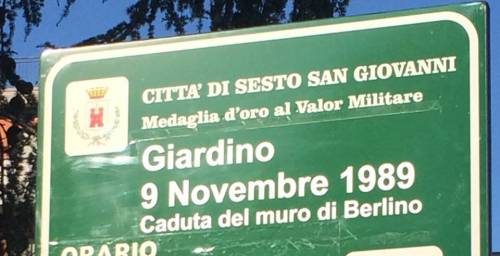 CITTA' DI SESTO SAN GIOVANNI
Medaglia d'oro al Valor Militare
Giardino
9 Novembre 1989
Caduta del muro di Berlino
ORARIO